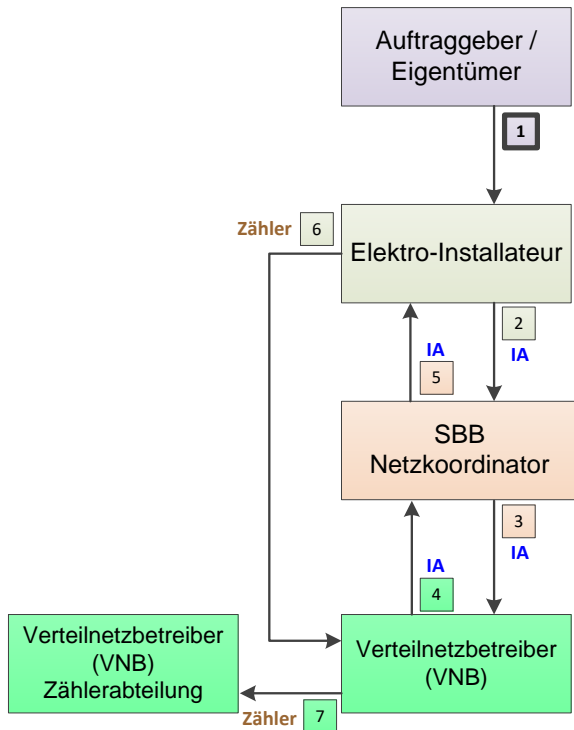 Auftraggeber /
Eigentümer
1
Zähler 6
Elektro-Installateur
2
IA
IA
5
SBB
Netzkoordinator
3
IA
IA
4
Verteilnetzbetreiber
(VNB)
Zählerabteilung
Verteilnetzbetreiber
(VNB)
Zähler 7